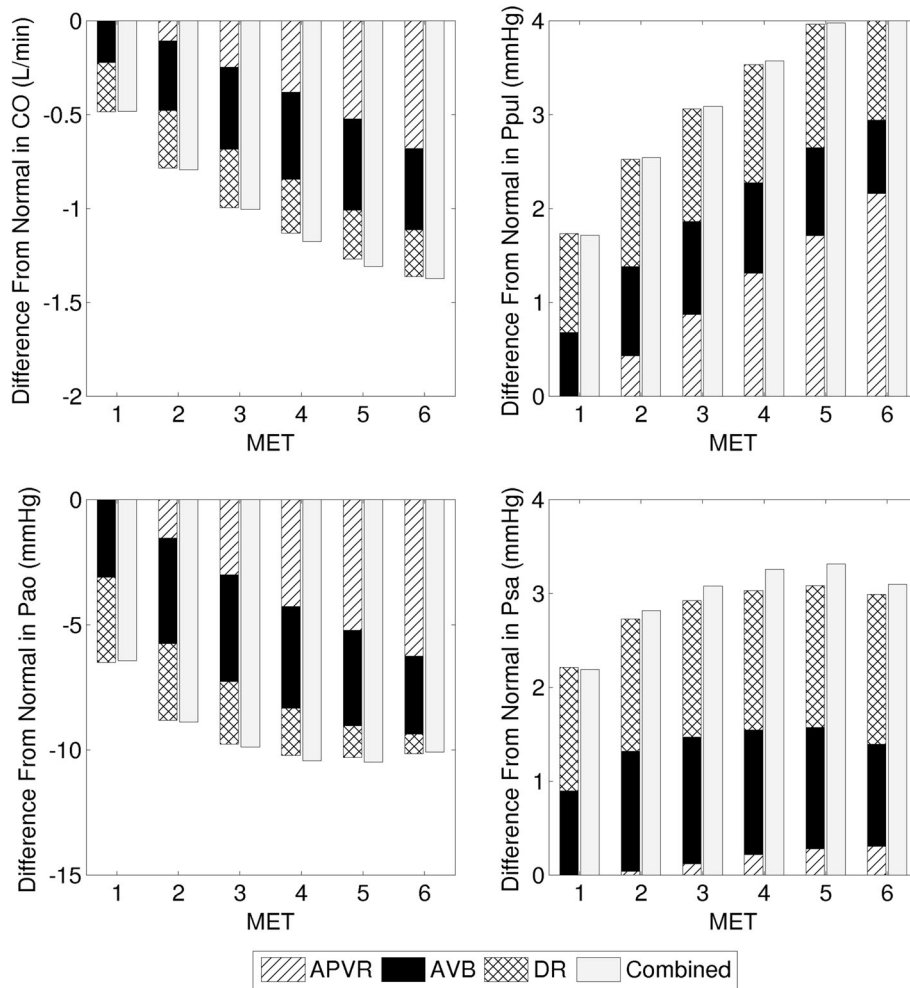 Difference From Normal in CO (L/min)
0
-0.5
-1
-1.5
-2
1 2 3 4 5 6
MET
Difference From Normal in Ppul (mmHg)
4
3
2
1
0
1 2 3 4 5 6
MET
Difference From Normal in Pao (mmHg)
0
-5
-10
-15
1 2 3 4 5 6
MET
Difference From Normal in Psa (mmHg)
4
3
2
1
0
1 2 3 4 5 6
MET
APVR AVB DR Combined